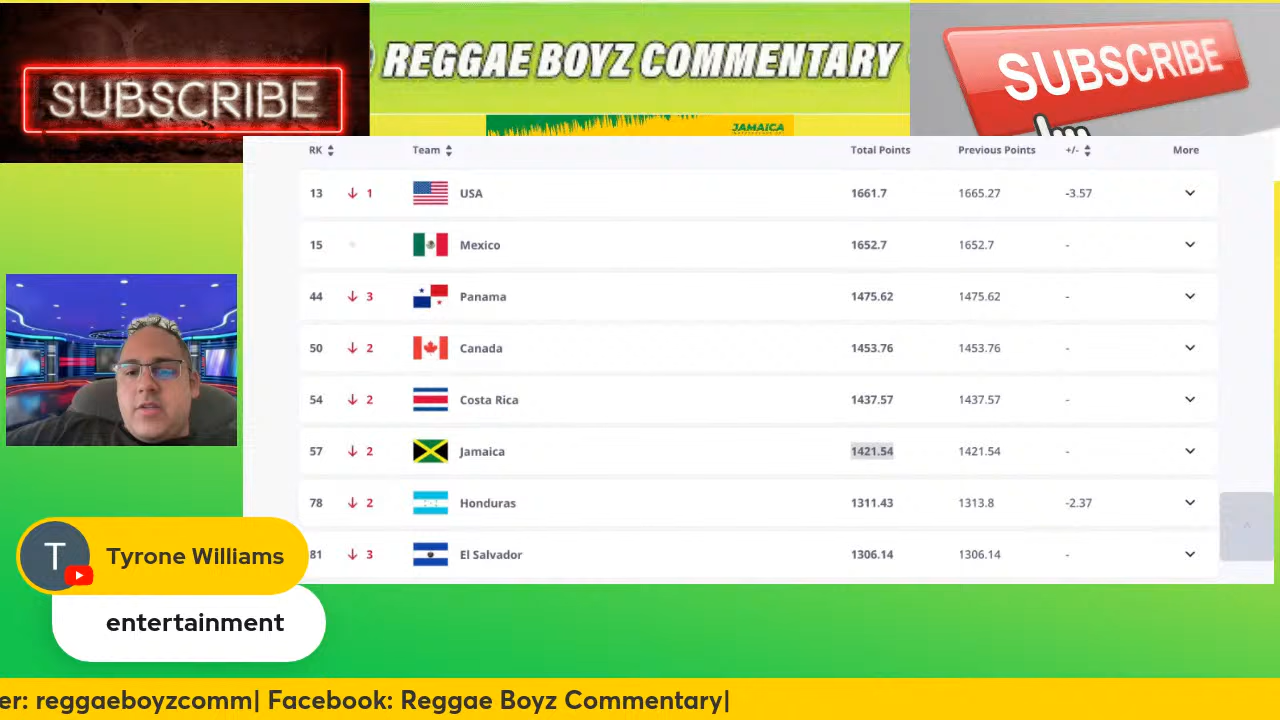 SUBSCRIBE
REGGAE BOYZ COMMENTARY
SUBSCRIBE
JAMAICA
RK Team Total Points Previous Points +/- More
13 1 USA 1661.7 1665.27 -3.57
15 Mexico 1652.7 1652.7 -
44 3 Panama 1475.62 1475.62 -
50 2 Canada 1453.76 1453.76 -
54 2 Costa Rica 1437.57 1437.57 -
57 2 Jamaica 1421.54 1421.54 -
78 2 Honduras 1311.43 1313.8 -2.37
81 3 El Salvador 1306.14 1306.14 -
T Tyrone Williams
entertainment
er: reggaeboyzcomm| Facebook: Reggae Boyz Commentary|